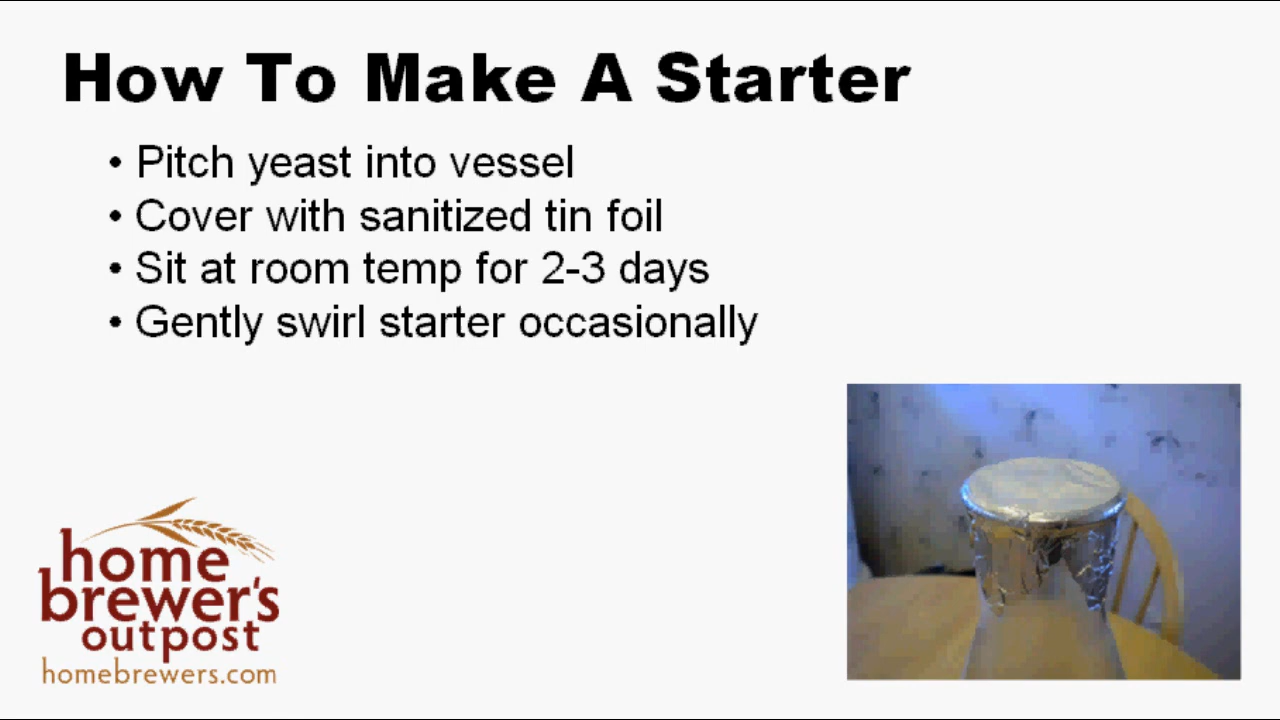 How To Make A Starter
• Pitch yeast into vessel
• Cover with sanitized tin foil
• Sit at room temp for 2-3 days
• Gently swirl starter occasionally
home
brewer's
outpost
homebrewers.com